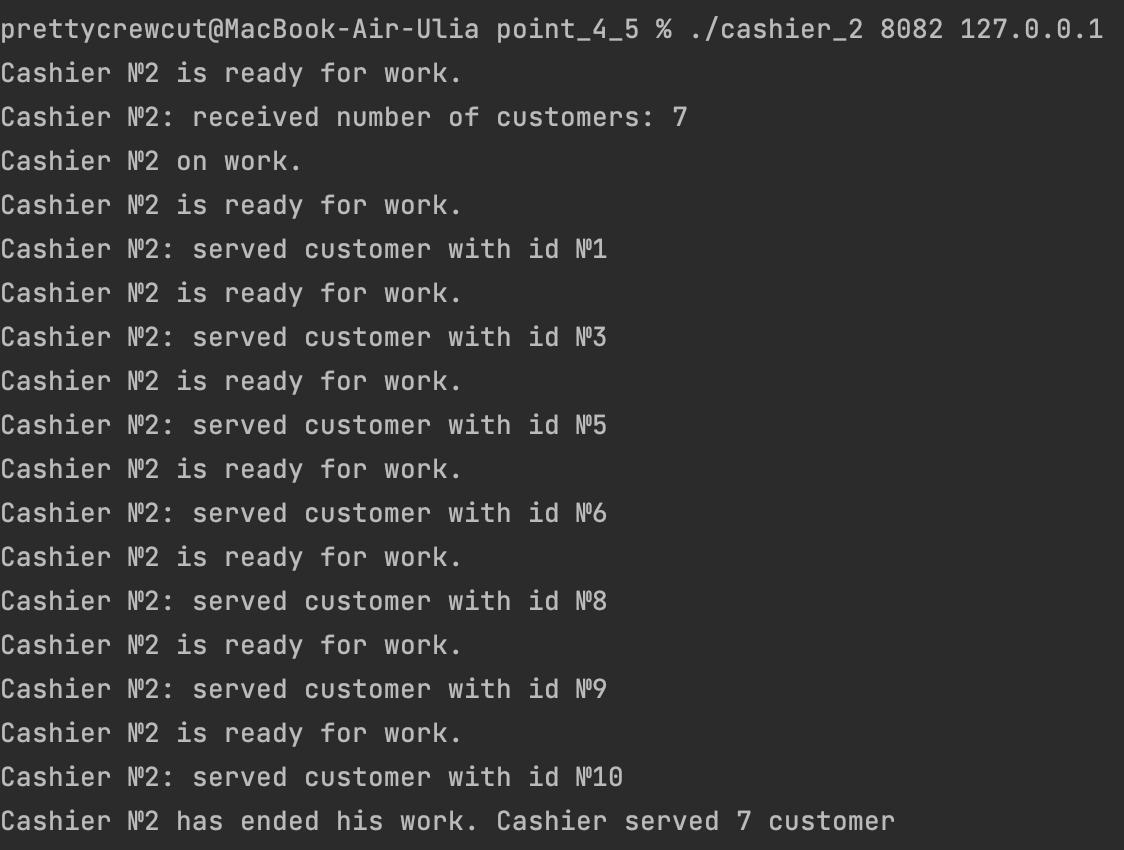 prettycrewcut@MacBook-Air-Ulia point_4_5 % ./cashier_2 8082 127.0.0.1
Cashier №2 is ready for work.
Cashier №2: received number of customers: 7
Cashier №2 on work.
Cashier №2 is ready for work.
Cashier №2: served customer with id №1
Cashier №2 is ready for work.
Cashier №2: served customer with id №3
Cashier №2 is ready for work.
Cashier №2: served customer with id №5
Cashier №2 is ready for work.
Cashier №2: served customer with id №6
Cashier №2 is ready for work.
Cashier №2: served customer with id №8
Cashier №2 is ready for work.
Cashier №2: served customer with id №9
Cashier №2 is ready for work.
Cashier №2: served customer with id №10
Cashier №2 has ended his work. Cashier served 7 customer